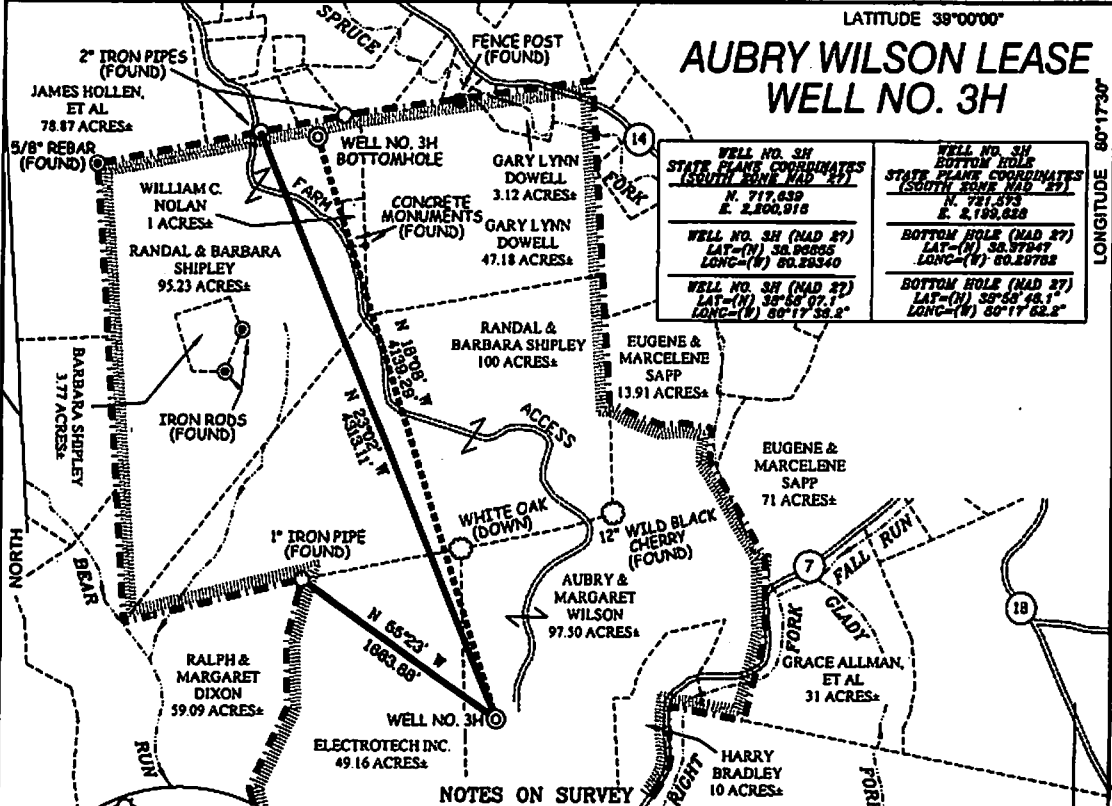 LATITUDE 39°00'00"
AUBRY WILSON LEASE
WELL NO. 3H
LONGITUDE 80°17'30"
SPRUCE
FENCE POST
(FOUND)
2" IRON PIPES
(FOUND)
JAMES HOLLEN,
ET AL
78.87 ACRES±
5/8" REBAR
(FOUND)
WELL NO. 3H
BOTTOMHOLE
14
FORK
GARY LYNN
DOWELL
3.12 ACRES±
WILLIAM C.
NOLAN
1 ACRES±
FARM
CONCRETE
MONUMENTS
(FOUND)
GARY LYNN
DOWELL
47.18 ACRES±
WELL NO. 3H
STATE PLANE COORDINATES
(SOUTH ZONE NAD 27)
N. 717,639
E. 2,200,916
WELL NO. 3H (NAD 27)
LAT=(N) 38.96865
LONG=(W) 80.29340
WELL NO. 3H (NAD 27)
LAT=(N) 38°58'07.1"
LONG=(W) 80°17'36.2"
WELL NO. 3H
BOTTOM HOLE
STATE PLANE COORDINATES
(SOUTH ZONE NAD 27)
N. 721,573
E. 2,199,628
BOTTOM HOLE (NAD 27)
LAT=(N) 38.97947
LONG=(W) 80.29782
BOTTOM HOLE (NAD 27)
LAT=(N) 38°58'46.1"
LONG=(W) 80°17'52.2"
RANDAL & BARBARA
SHIPLEY
95.23 ACRES±
RANDAL &
BARBARA SHIPLEY
100 ACRES±
EUGENE &
MARCELENE
SAPP
13.91 ACRES±
BARBARA SHIPLEY
3.77 ACRES±
IRON RODS
(FOUND)
N 18°08' W
4139.29'
N 23°02' W
4313.11'
ACCESS
EUGENE &
MARCELENE
SAPP
71 ACRES±
NORTH
BEAR
1" IRON PIPE
(FOUND)
WHITE OAK
(DOWN)
12" WILD BLACK
CHERRY
(FOUND)
AUBRY &
MARGARET
WILSON
97.50 ACRES±
7
FALL RUN
FORK
GLADY
18
N 55°23' W
1663.88'
RALPH &
MARGARET
DIXON
59.09 ACRES±
GRACE ALLMAN,
ET AL
31 ACRES±
WELL NO. 3H
ELECTROTECH INC.
49.16 ACRES±
RUN
HARRY
BRADLEY
10 ACRES±
RIGHT
FORK
NOTES ON SURVEY